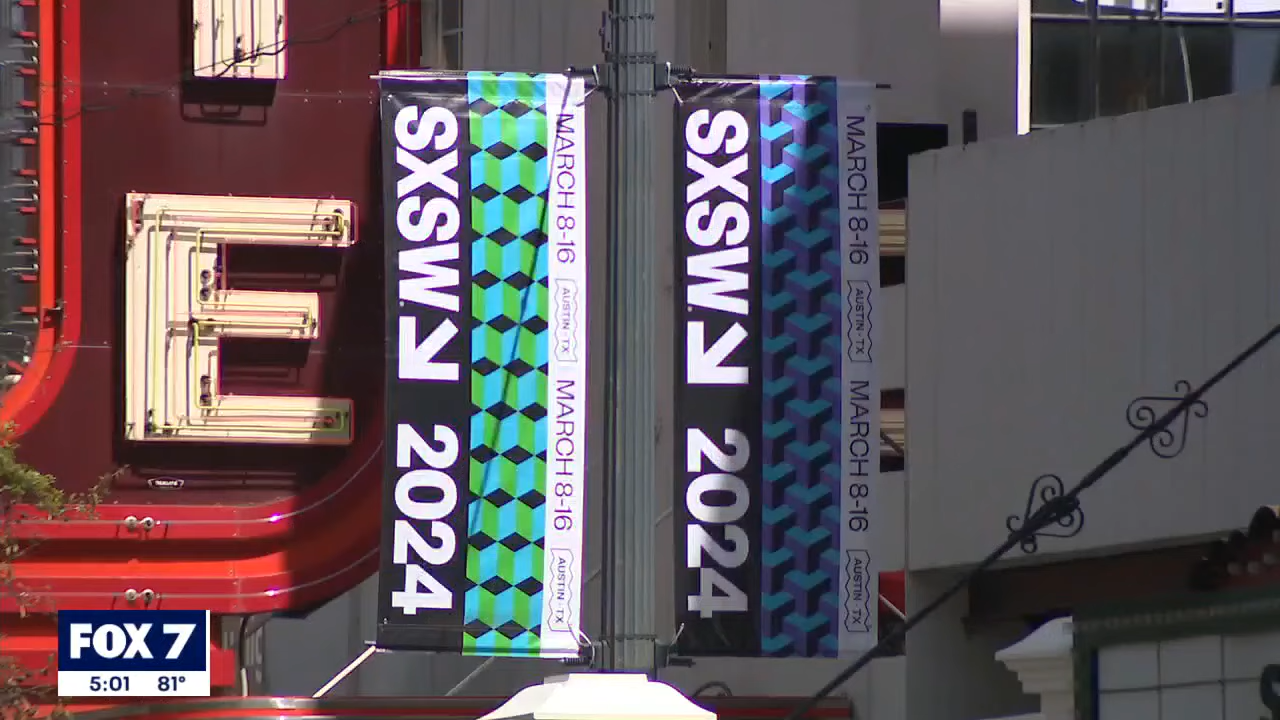 E
SXSW. 2024
MARCH 8-16 AUSTIN·TX MARCH 8-16 AUSTIN·TX
SXSW. 2024
MARCH 8-16 AUSTIN·TX MARCH 8-16 AUSTIN·TX
FOX 7
5:01 81°